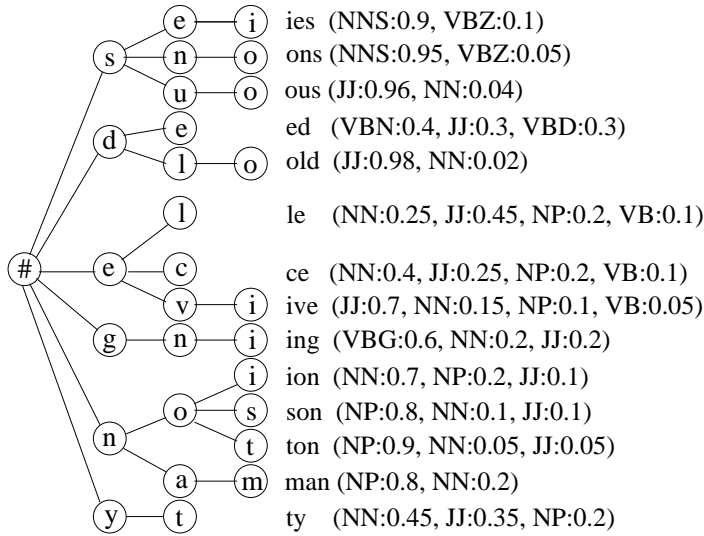 e i ies (NNS:0.9, VBZ:0.1)
s n o ons (NNS:0.95, VBZ:0.05)
u o ous (JJ:0.96, NN:0.04)
d e ed (VBN:0.4, JJ:0.3, VBD:0.3)
l o old (JJ:0.98, NN:0.02)
l le (NN:0.25, JJ:0.45, NP:0.2, VB:0.1)
# e c ce (NN:0.4, JJ:0.25, NP:0.2, VB:0.1)
v i ive (JJ:0.7, NN:0.15, NP:0.1, VB:0.05)
g n i ing (VBG:0.6, NN:0.2, JJ:0.2)
i ion (NN:0.7, NP:0.2, JJ:0.1)
o s son (NP:0.8, NN:0.1, JJ:0.1)
n t ton (NP:0.9, NN:0.05, JJ:0.05)
a m man (NP:0.8, NN:0.2)
y t ty (NN:0.45, JJ:0.35, NP:0.2)